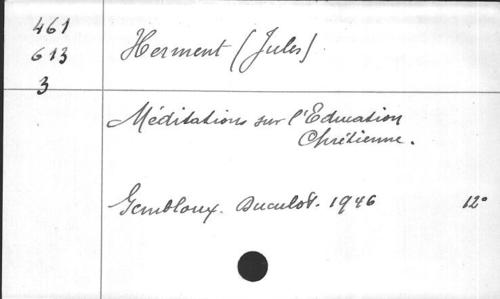 461
613
3
Herment (Jules)
Méditations sur l'Education
Chrétienne.
Gembloux. Duculot. 1946 12°